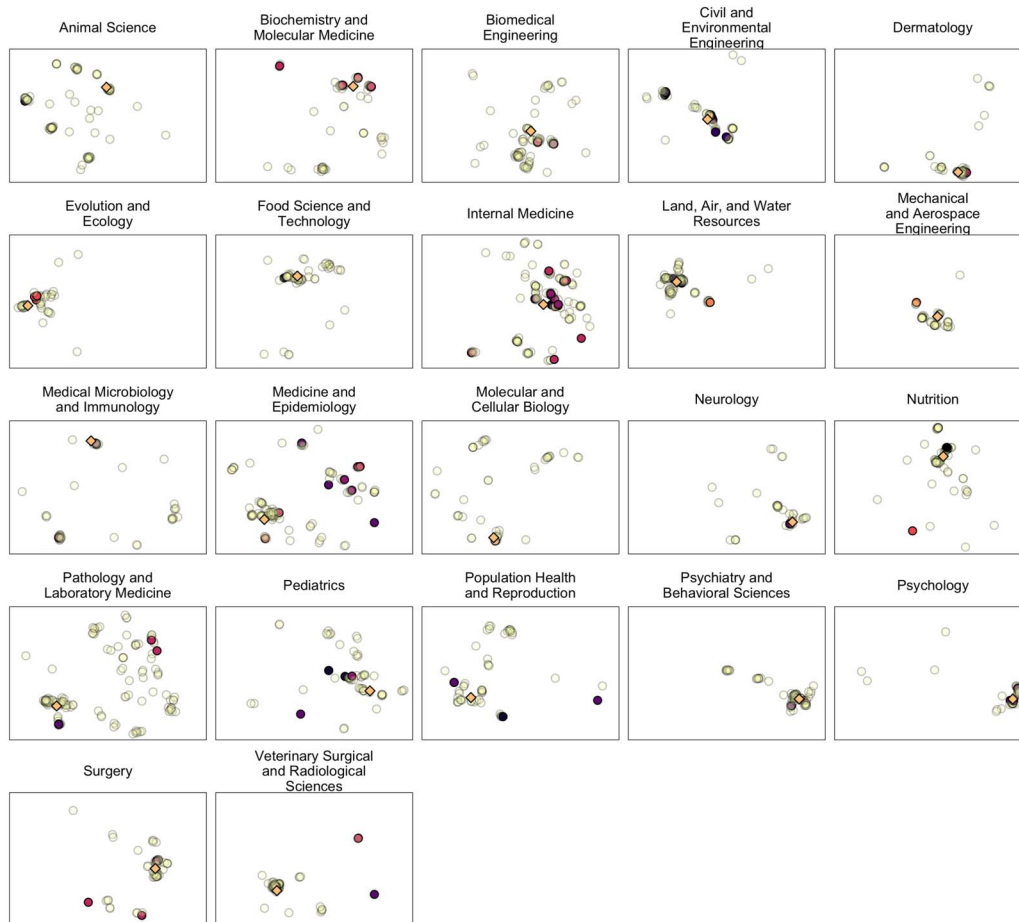 Animal Science
Biochemistry and
Molecular Medicine
Biomedical
Engineering
Civil and
Environmental
Engineering
Dermatology
Evolution and
Ecology
Food Science and
Technology
Internal Medicine
Land, Air, and Water
Resources
Mechanical
and Aerospace
Engineering
Medical Microbiology
and Immunology
Medicine and
Epidemiology
Molecular and
Cellular Biology
Neurology
Nutrition
Pathology and
Laboratory Medicine
Pediatrics
Population Health
and Reproduction
Psychiatry and
Behavioral Sciences
Psychology
Surgery
Veterinary Surgical
and Radiological
Sciences